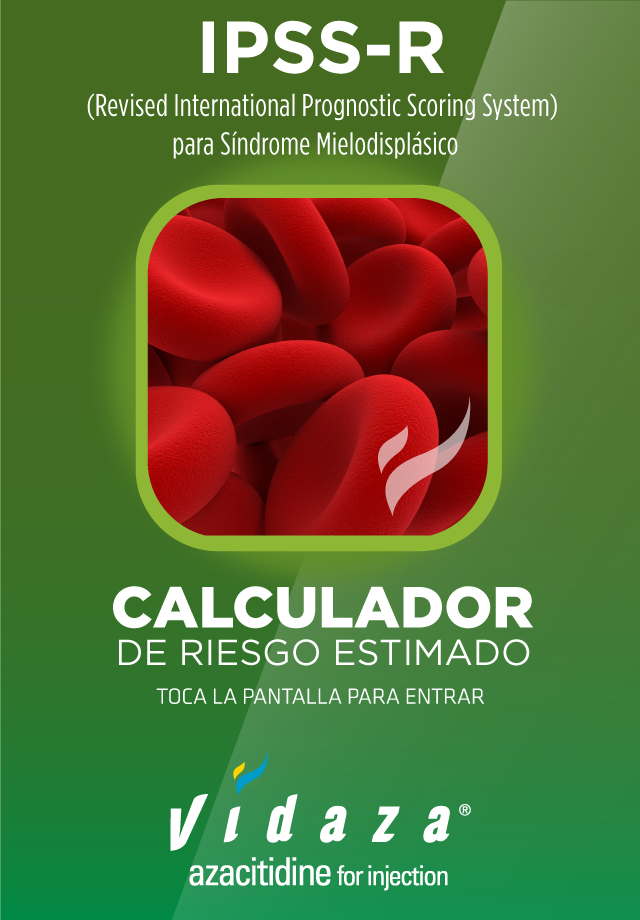 IPSS-R
(Revised International Prognostic Scoring System)
para Síndrome Mielodisplásico
CALCULADOR
DE RIESGO ESTIMADO
TOCA LA PANTALLA PARA ENTRAR
Vidaza®
azacitidine for injection